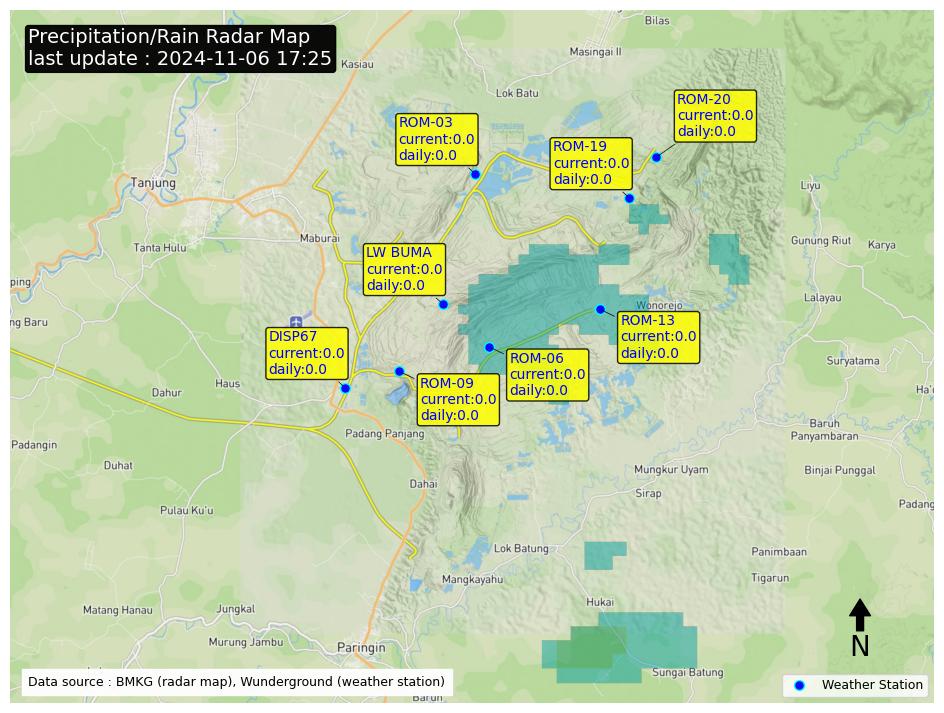 Precipitation/Rain Radar Map
last update : 2024-11-06 17:25
Bilas
Masingai II
Kasiau
Lok Batu
ROM-20
current:0.0
daily:0.0
ROM-03
current:0.0
daily:0.0
ROM-19
current:0.0
daily:0.0
Tanjung
Liyu
Maburai
Tanta Hulu
Gunung Riut
Karya
LW BUMA
current:0.0
daily:0.0
ping
Lalayau
Wonorejo
ng Baru
ROM-13
current:0.0
daily:0.0
DISP67
current:0.0
daily:0.0
ROM-06
current:0.0
daily:0.0
Suryatama
Haus
ROM-09
current:0.0
daily:0.0
Dahur
Ha'o
Baruh
Panyambaran
Padang Panjang
Padangin
Duhat
Mungkur Uyam
Binjai Punggal
Dahai
Sirap
Padang
Pulau Ku'u
Lok Batung
Panimbaan
Mangkayahu
Tigarun
Hukai
Matang Hanau
Jungkal
Murung Jambu
Paringin
N
Sungai Batung
Data source : BMKG (radar map), Wunderground (weather station)
Weather Station
Barun